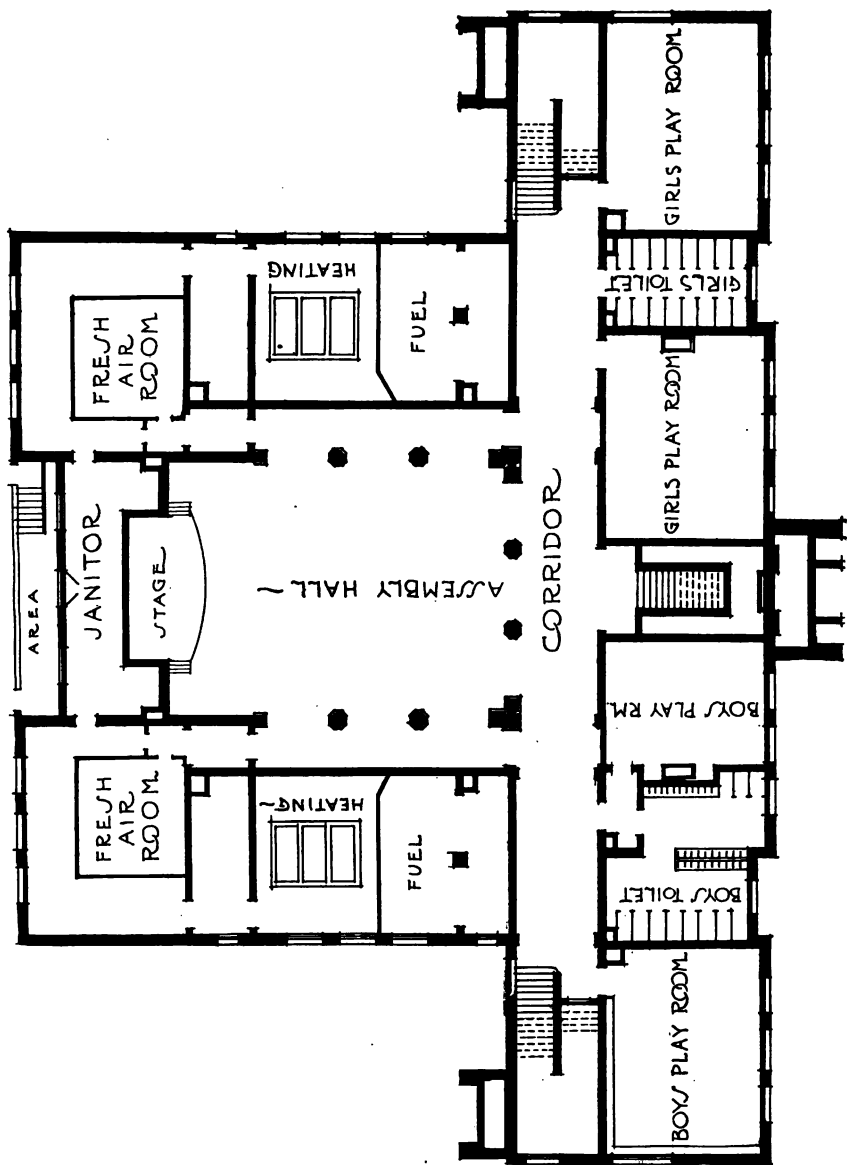 GIRLS PLAY ROOM
GIRLS TOILET
HEATING
FUEL
FRESH
AIR
ROOM
GIRLS PLAY ROOM
CORRIDOR
ASSEMBLY HALL ~
STAGE
JANITOR
AREA
BOYS PLAY RM.
FRESH
AIR
ROOM
HEATING ~
FUEL
BOYS TOILET
BOYS PLAY ROOM